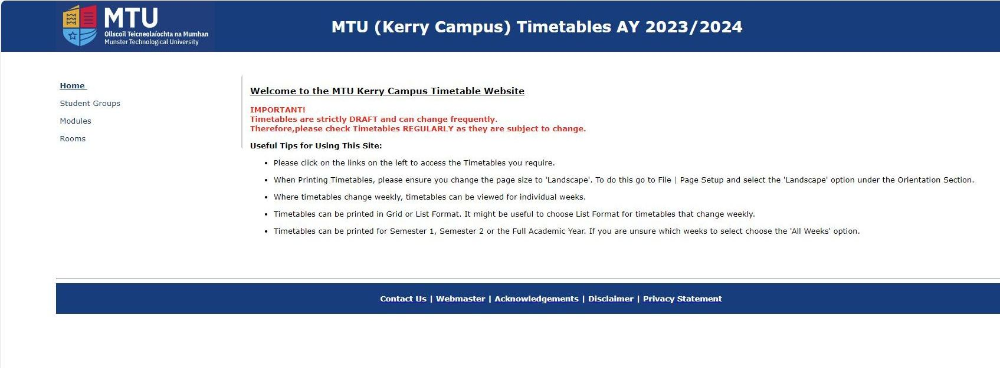 MTU
Ollscoil Teicneolaíochta na Mumhan
Munster Technological University
MTU (Kerry Campus) Timetables AY 2023/2024
Home
Student Groups
Modules
Rooms
Welcome to the MTU Kerry Campus Timetable Website
IMPORTANT!
Timetables are strictly DRAFT and can change frequently.
Therefore,please check Timetables REGULARLY as they are subject to change.
Useful Tips for Using This Site:
• Please click on the links on the left to access the Timetables you require.
• When Printing Timetables, please ensure you change the page size to 'Landscape'. To do this go to File | Page Setup and select the 'Landscape' option under the Orientation Section.
• Where timetables change weekly, timetables can be viewed for individual weeks.
• Timetables can be printed in Grid or List Format. It might be useful to choose List Format for timetables that change weekly.
• Timetables can be printed for Semester 1, Semester 2 or the Full Academic Year. If you are unsure which weeks to select choose the 'All Weeks' option.
Contact Us | Webmaster | Acknowledgements | Disclaimer | Privacy Statement